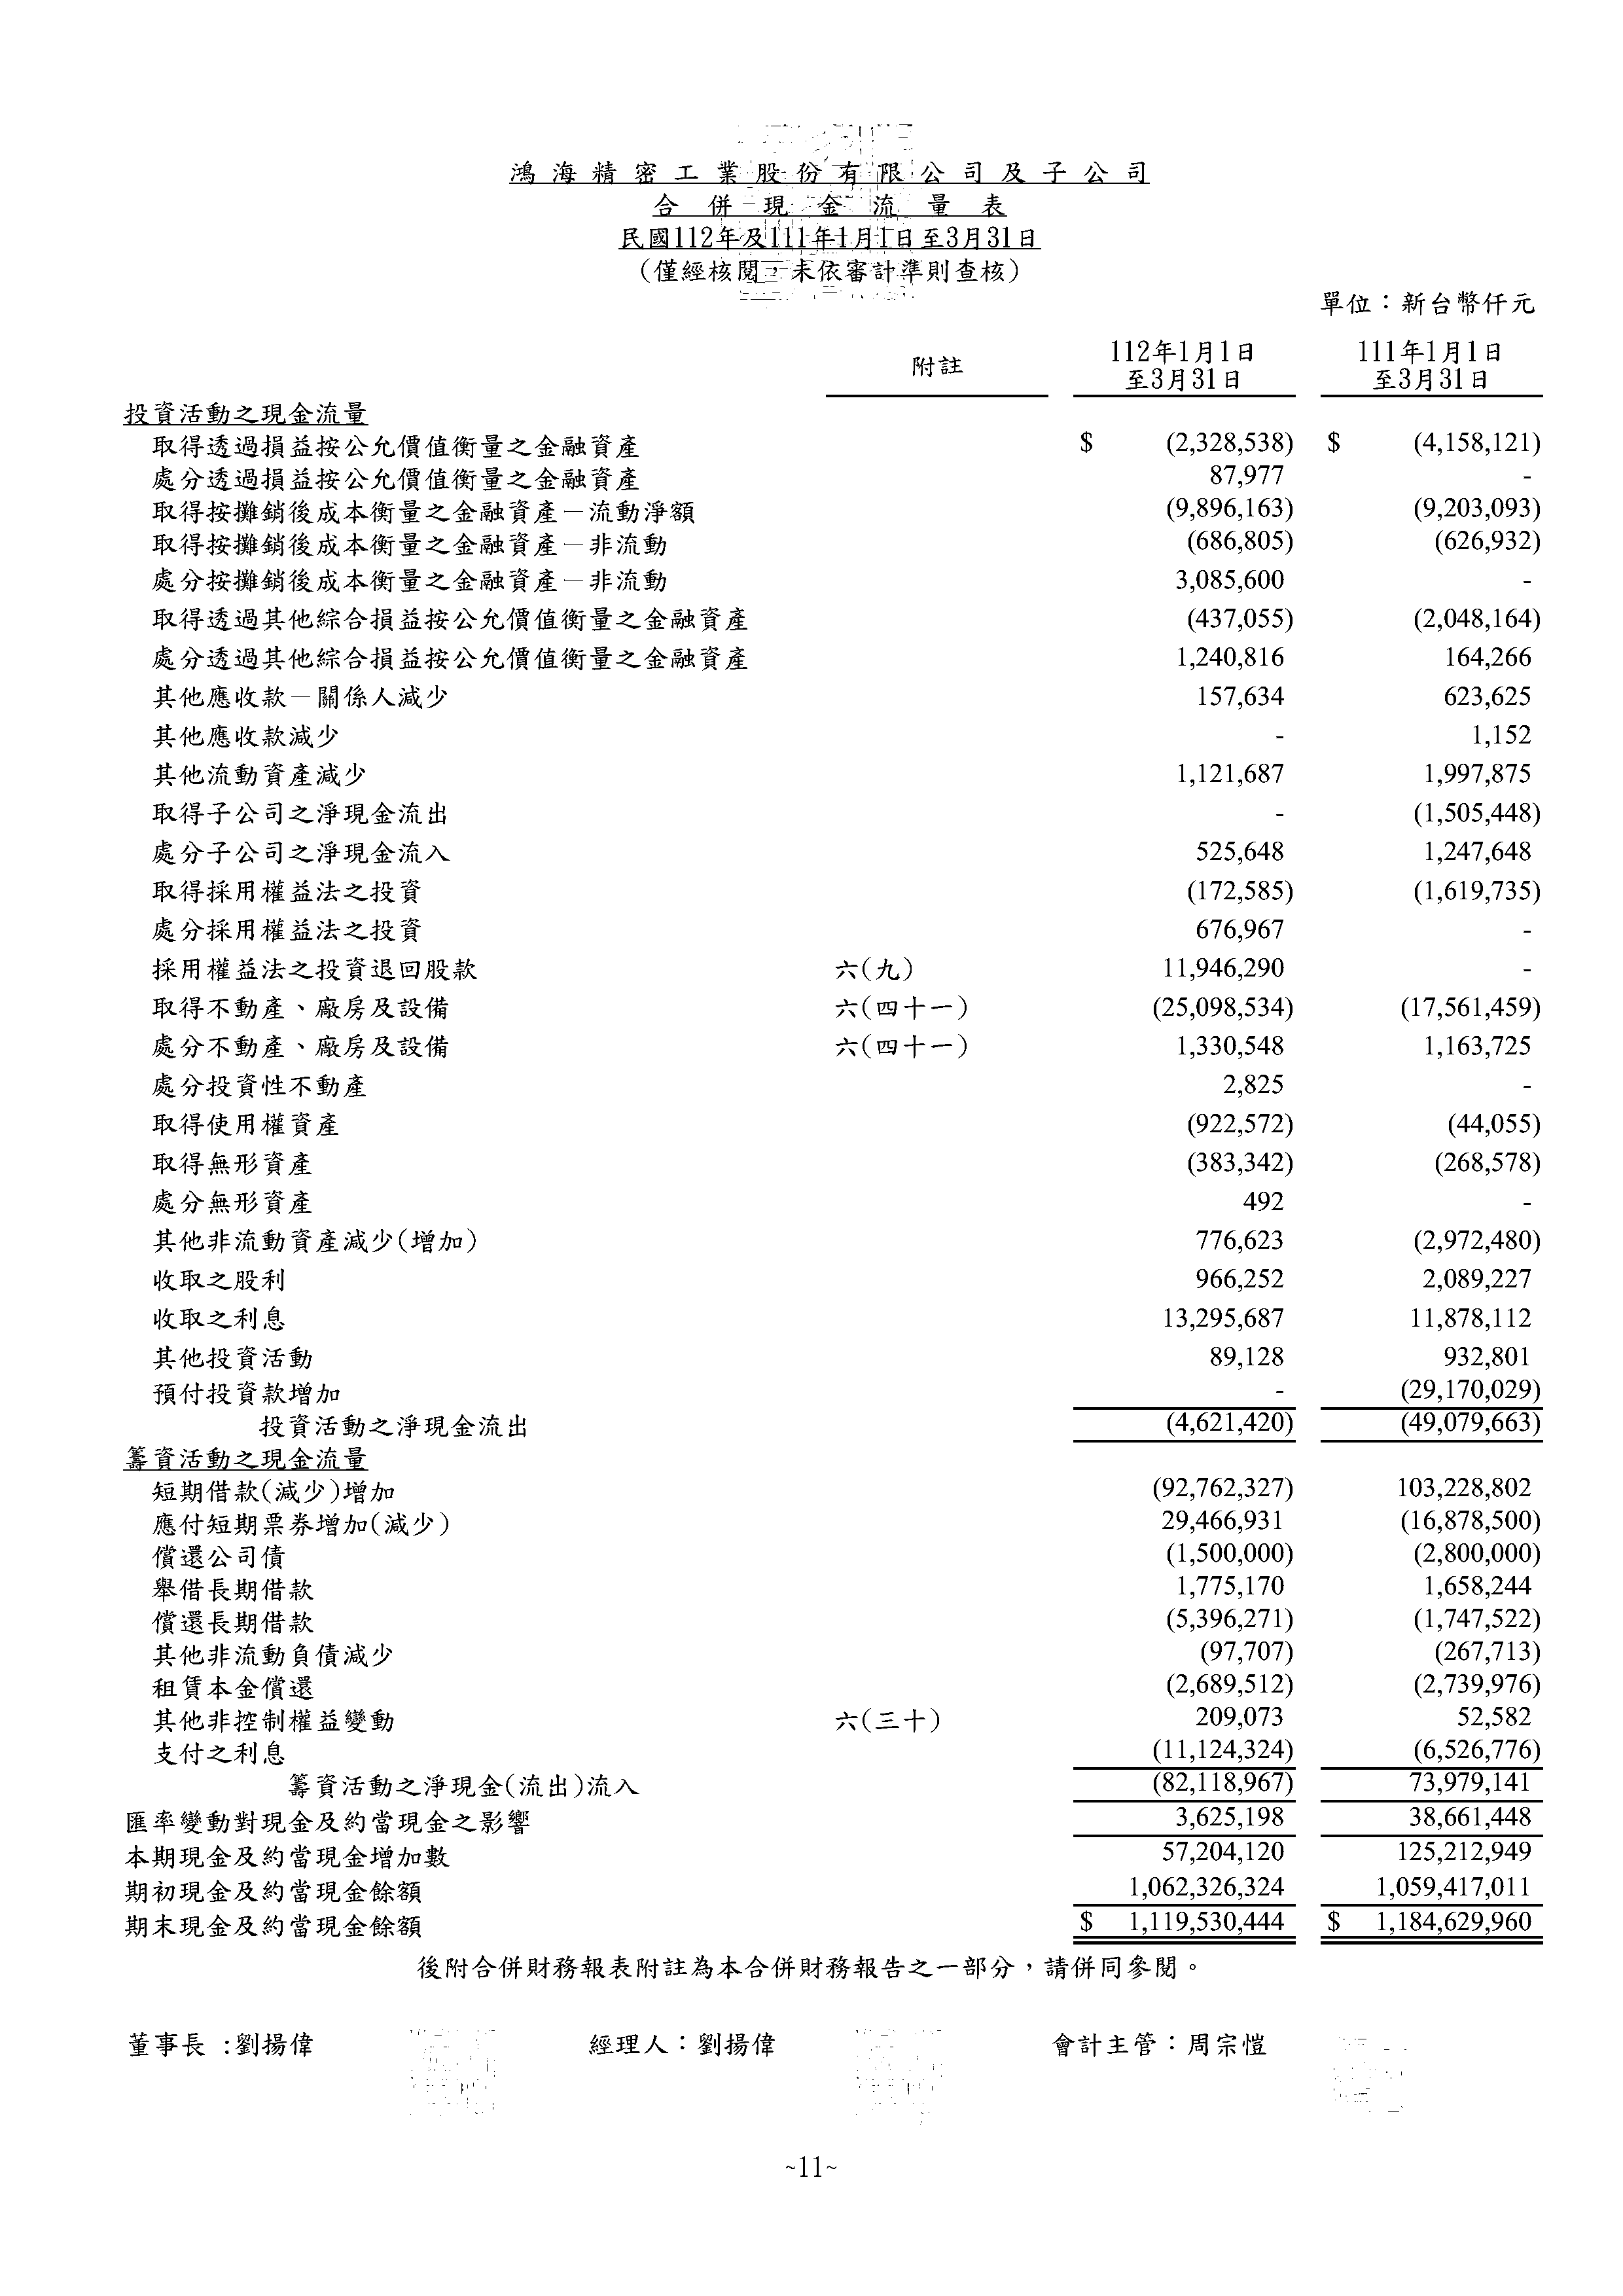 鴻海精密工業股份有限公司及子公司
合併現金流量表
民國112年及111年1月1日至3月31日
(僅經核閱,未依審計準則查核)
單位:新台幣仟元
附註 112年1月1日至3月31日 111年1月1日至3月31日
投資活動之現金流量
取得透過損益按公允價值衡量之金融資產 $ (2,328,538) $ (4,158,121)
處分透過損益按公允價值衡量之金融資產 87,977 -
取得按攤銷後成本衡量之金融資產-流動淨額 (9,896,163) (9,203,093)
取得按攤銷後成本衡量之金融資產-非流動 (686,805) (626,932)
處分按攤銷後成本衡量之金融資產-非流動 3,085,600 -
取得透過其他綜合損益按公允價值衡量之金融資產 (437,055) (2,048,164)
處分透過其他綜合損益按公允價值衡量之金融資產 1,240,816 164,266
其他應收款-關係人減少 157,634 623,625
其他應收款減少 - 1,152
其他流動資產減少 1,121,687 1,997,875
取得子公司之淨現金流出 - (1,505,448)
處分子公司之淨現金流入 525,648 1,247,648
取得採用權益法之投資 (172,585) (1,619,735)
處分採用權益法之投資 676,967 -
採用權益法之投資退回股款 六(九) 11,946,290 -
取得不動產、廠房及設備 六(四十一) (25,098,534) (17,561,459)
處分不動產、廠房及設備 六(四十一) 1,330,548 1,163,725
處分投資性不動產 2,825 -
取得使用權資產 (922,572) (44,055)
取得無形資產 (383,342) (268,578)
處分無形資產 492 -
其他非流動資產減少(增加) 776,623 (2,972,480)
收取之股利 966,252 2,089,227
收取之利息 13,295,687 11,878,112
其他投資活動 89,128 932,801
預付投資款增加 - (29,170,029)
投資活動之淨現金流出 (4,621,420) (49,079,663)
籌資活動之現金流量
短期借款(減少)增加 (92,762,327) 103,228,802
應付短期票券增加(減少) 29,466,931 (16,878,500)
償還公司債 (1,500,000) (2,800,000)
舉借長期借款 1,775,170 1,658,244
償還長期借款 (5,396,271) (1,747,522)
其他非流動負債減少 (97,707) (267,713)
租賃本金償還 (2,689,512) (2,739,976)
其他非控制權益變動 六(三十) 209,073 52,582
支付之利息 (11,124,324) (6,526,776)
籌資活動之淨現金(流出)流入 (82,118,967) 73,979,141
匯率變動對現金及約當現金之影響 3,625,198 38,661,448
本期現金及約當現金增加數 57,204,120 125,212,949
期初現金及約當現金餘額 1,062,326,324 1,059,417,011
期末現金及約當現金餘額 $ 1,119,530,444 $ 1,184,629,960
後附合併財務報表附註為本合併財務報告之一部分,請併同參閱。
董事長:劉揚偉 經理人:劉揚偉 會計主管:周宗愷
~11~